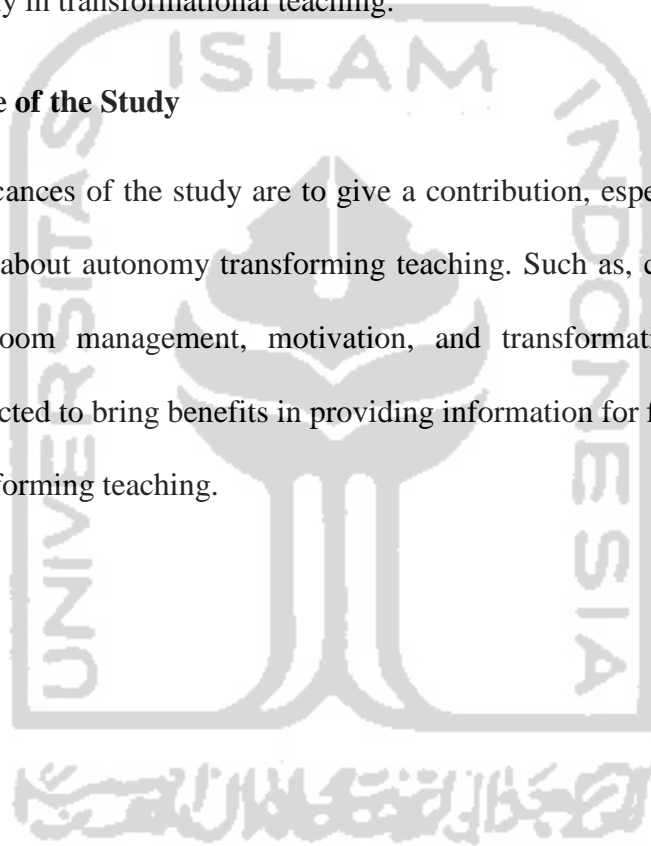 y in transformational teaching.
e of the Study
cances of the study are to give a contribution, espe
about autonomy transforming teaching. Such as, c
oom management, motivation, and transformati
cted to bring benefits in providing information for f
forming teaching.
ISLAM
UNIVERSITAS
INDONESIA